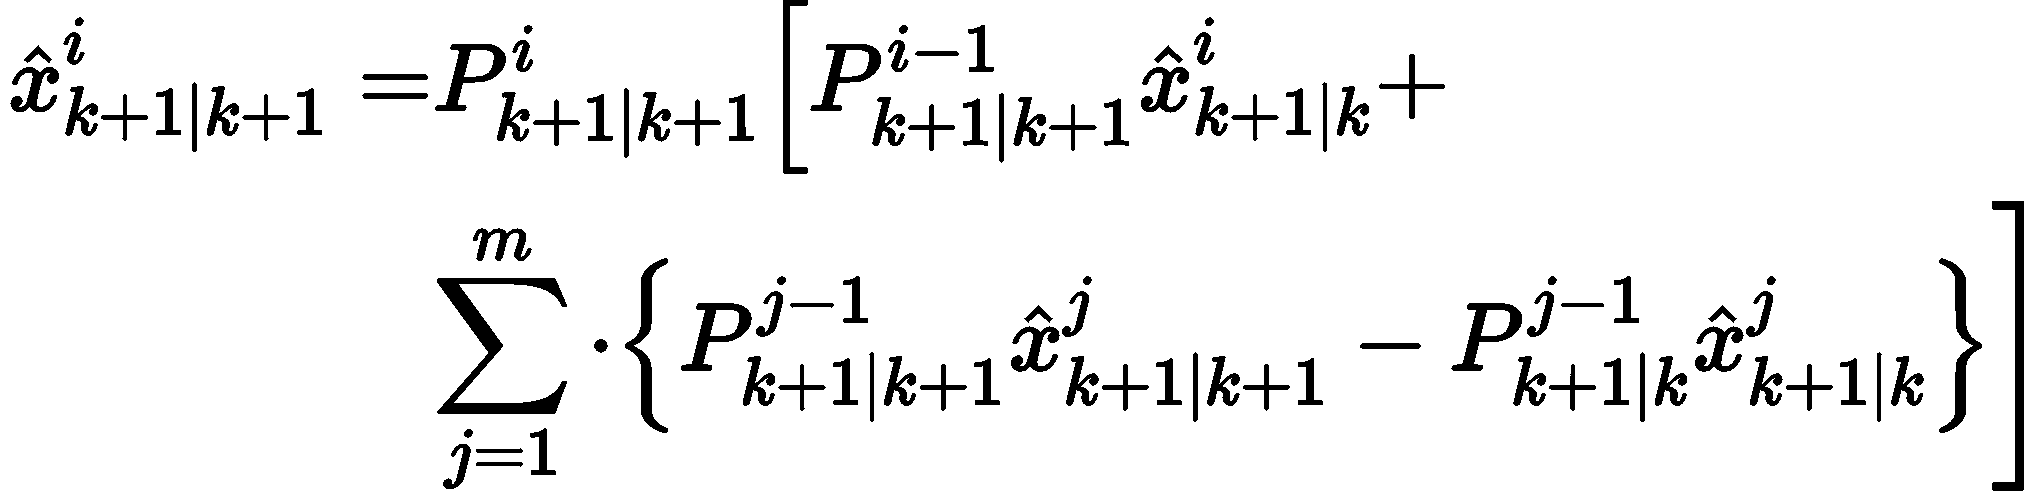 \hat{x}^{i}_{k+1|k+1} = P^{i}_{k+1|k+1} \Big[ P^{i-1}_{k+1|k+1} \hat{x}^{i}_{k+1|k} +
\sum_{j=1}^{m} \cdot \Big\{ P^{j-1}_{k+1|k+1} \hat{x}^{j}_{k+1|k+1} - P^{j-1}_{k+1|k} \hat{x}^{j}_{k+1|k} \Big\} \Big]